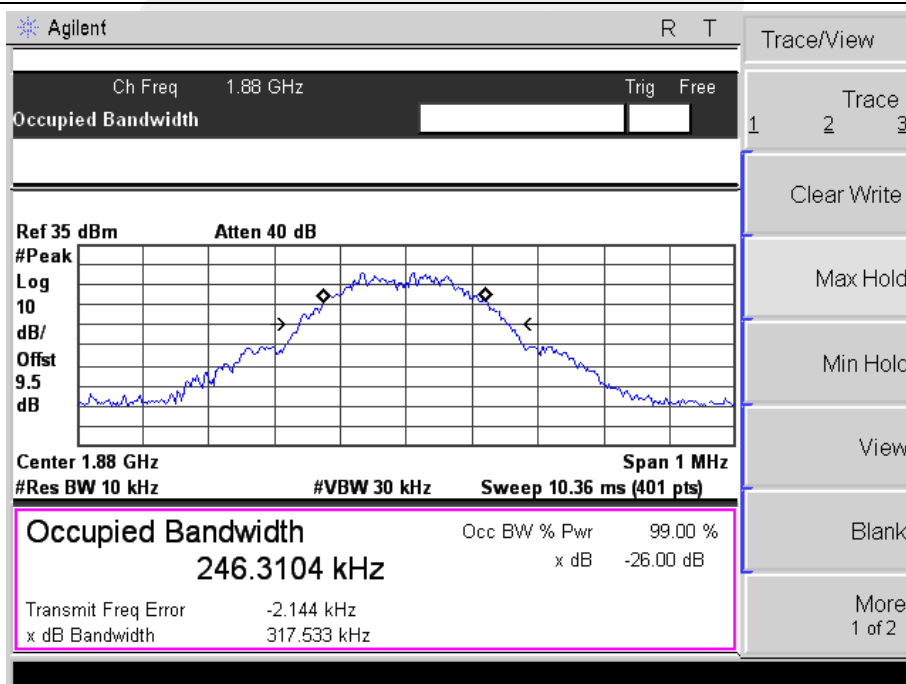 Agilent R T
Ch Freq 1.88 GHz Trig Free
Occupied Bandwidth
Ref 35 dBm Atten 40 dB
#Peak
Log
10
dB/
Offst
9.5
dB
Center 1.88 GHz Span 1 MHz
#Res BW 10 kHz #VBW 30 kHz Sweep 10.36 ms (401 pts)
Occupied Bandwidth
246.3104 kHz
Occ BW % Pwr 99.00 %
x dB -26.00 dB
Transmit Freq Error -2.144 kHz
x dB Bandwidth 317.533 kHz
Trace/View
Trace
1 2 3
Clear Write
Max Hold
Min Hold
View
Blank
More
1 of 2